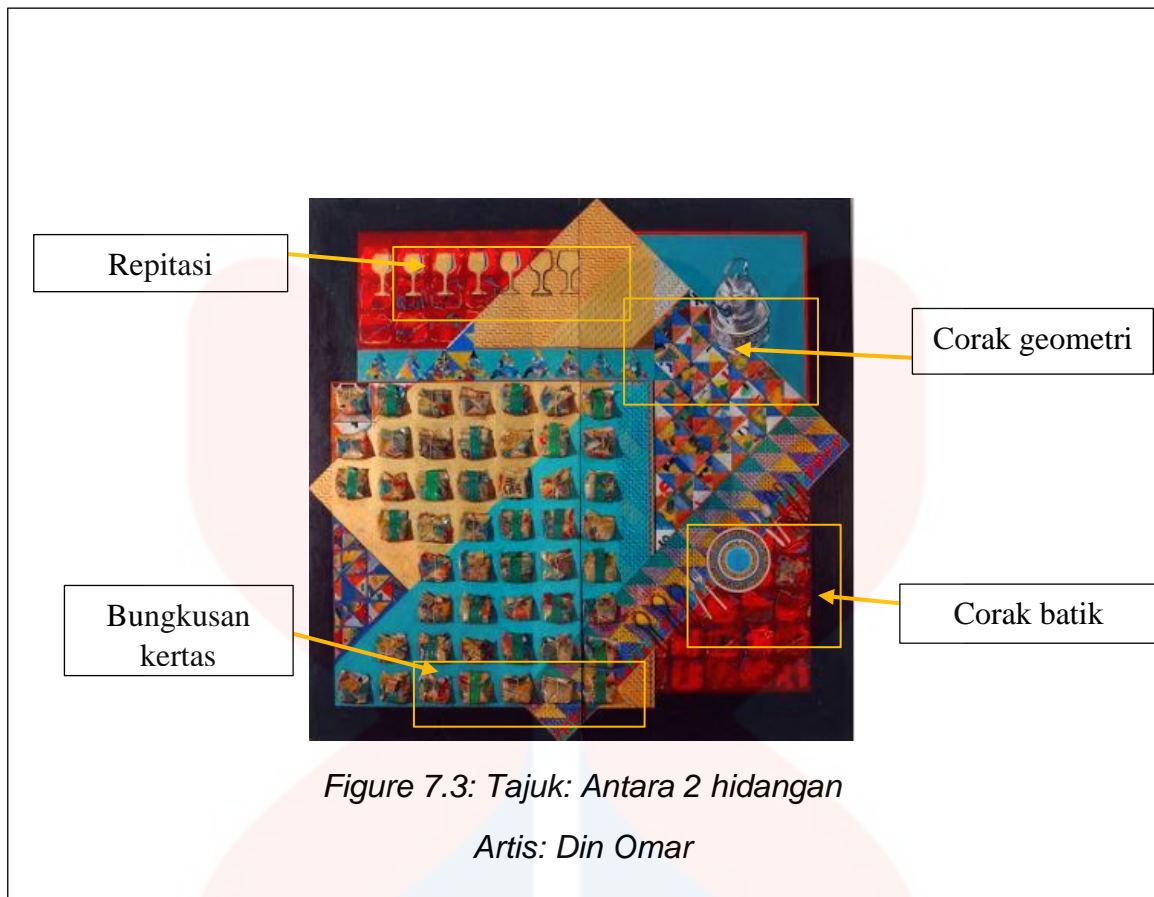 Repitasi
Corak geometri
Bungkusan
kertas
Corak batik
Figure 7.3: Tajuk: Antara 2 hidangan
Artis: Din Omar